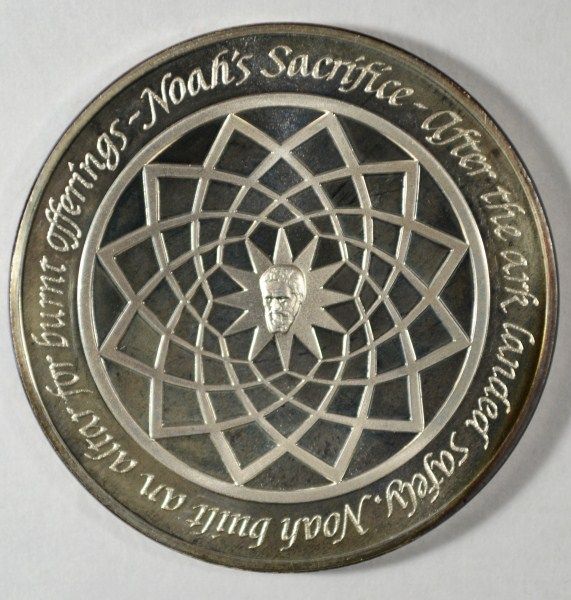 ~Noah's Sacrifice~After the ark landed safely, Noah built an altar for burnt offerings